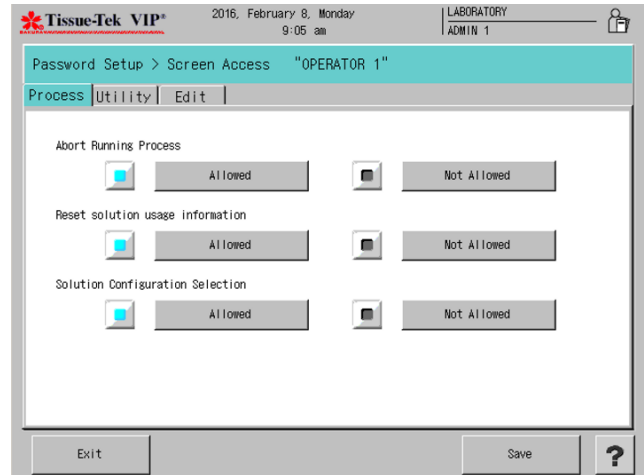 Tissue-Tek VIP®
2016, February 8, Monday
9:05 am
LABORATORY
ADMIN 1
Password Setup > Screen Access "OPERATOR 1"
Process Utility Edit
Abort Running Process
Allowed Not Allowed
Reset solution usage information
Allowed Not Allowed
Solution Configuration Selection
Allowed Not Allowed
Exit Save ?